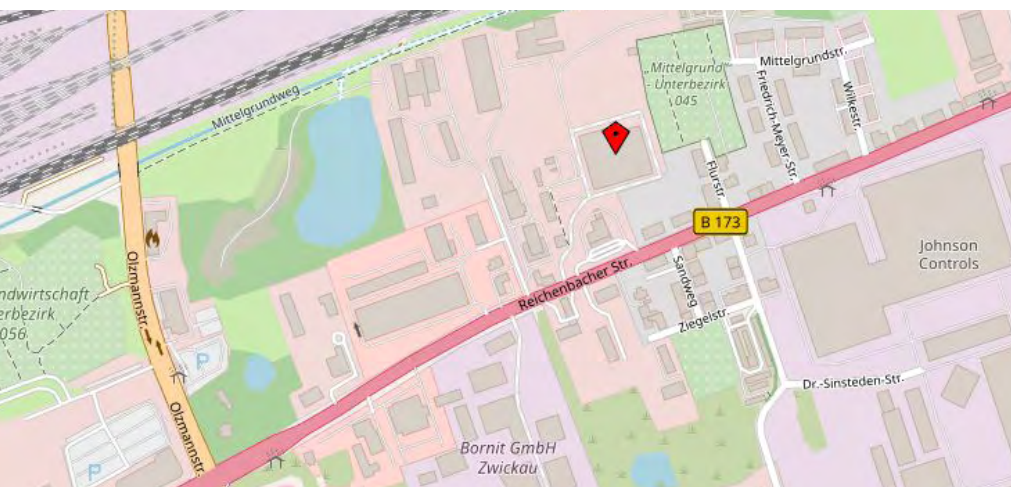 Mittelgrundstr.
„Mittelgrund"
- Unterbezirk
045
Mittelgrundweg
Friedrich-Meyer-Str.
Wilkestr.
Flurstr.
B 173
Johnson
Controls
Olzmannstr.
ndwirtschaft
erbezirk
056
Reichenbacher Str.
Sandweg
Ziegelstr.
P
Dr.-Sinsteden-Str.
Olzmannstr.
Bornit GmbH
Zwickau
P